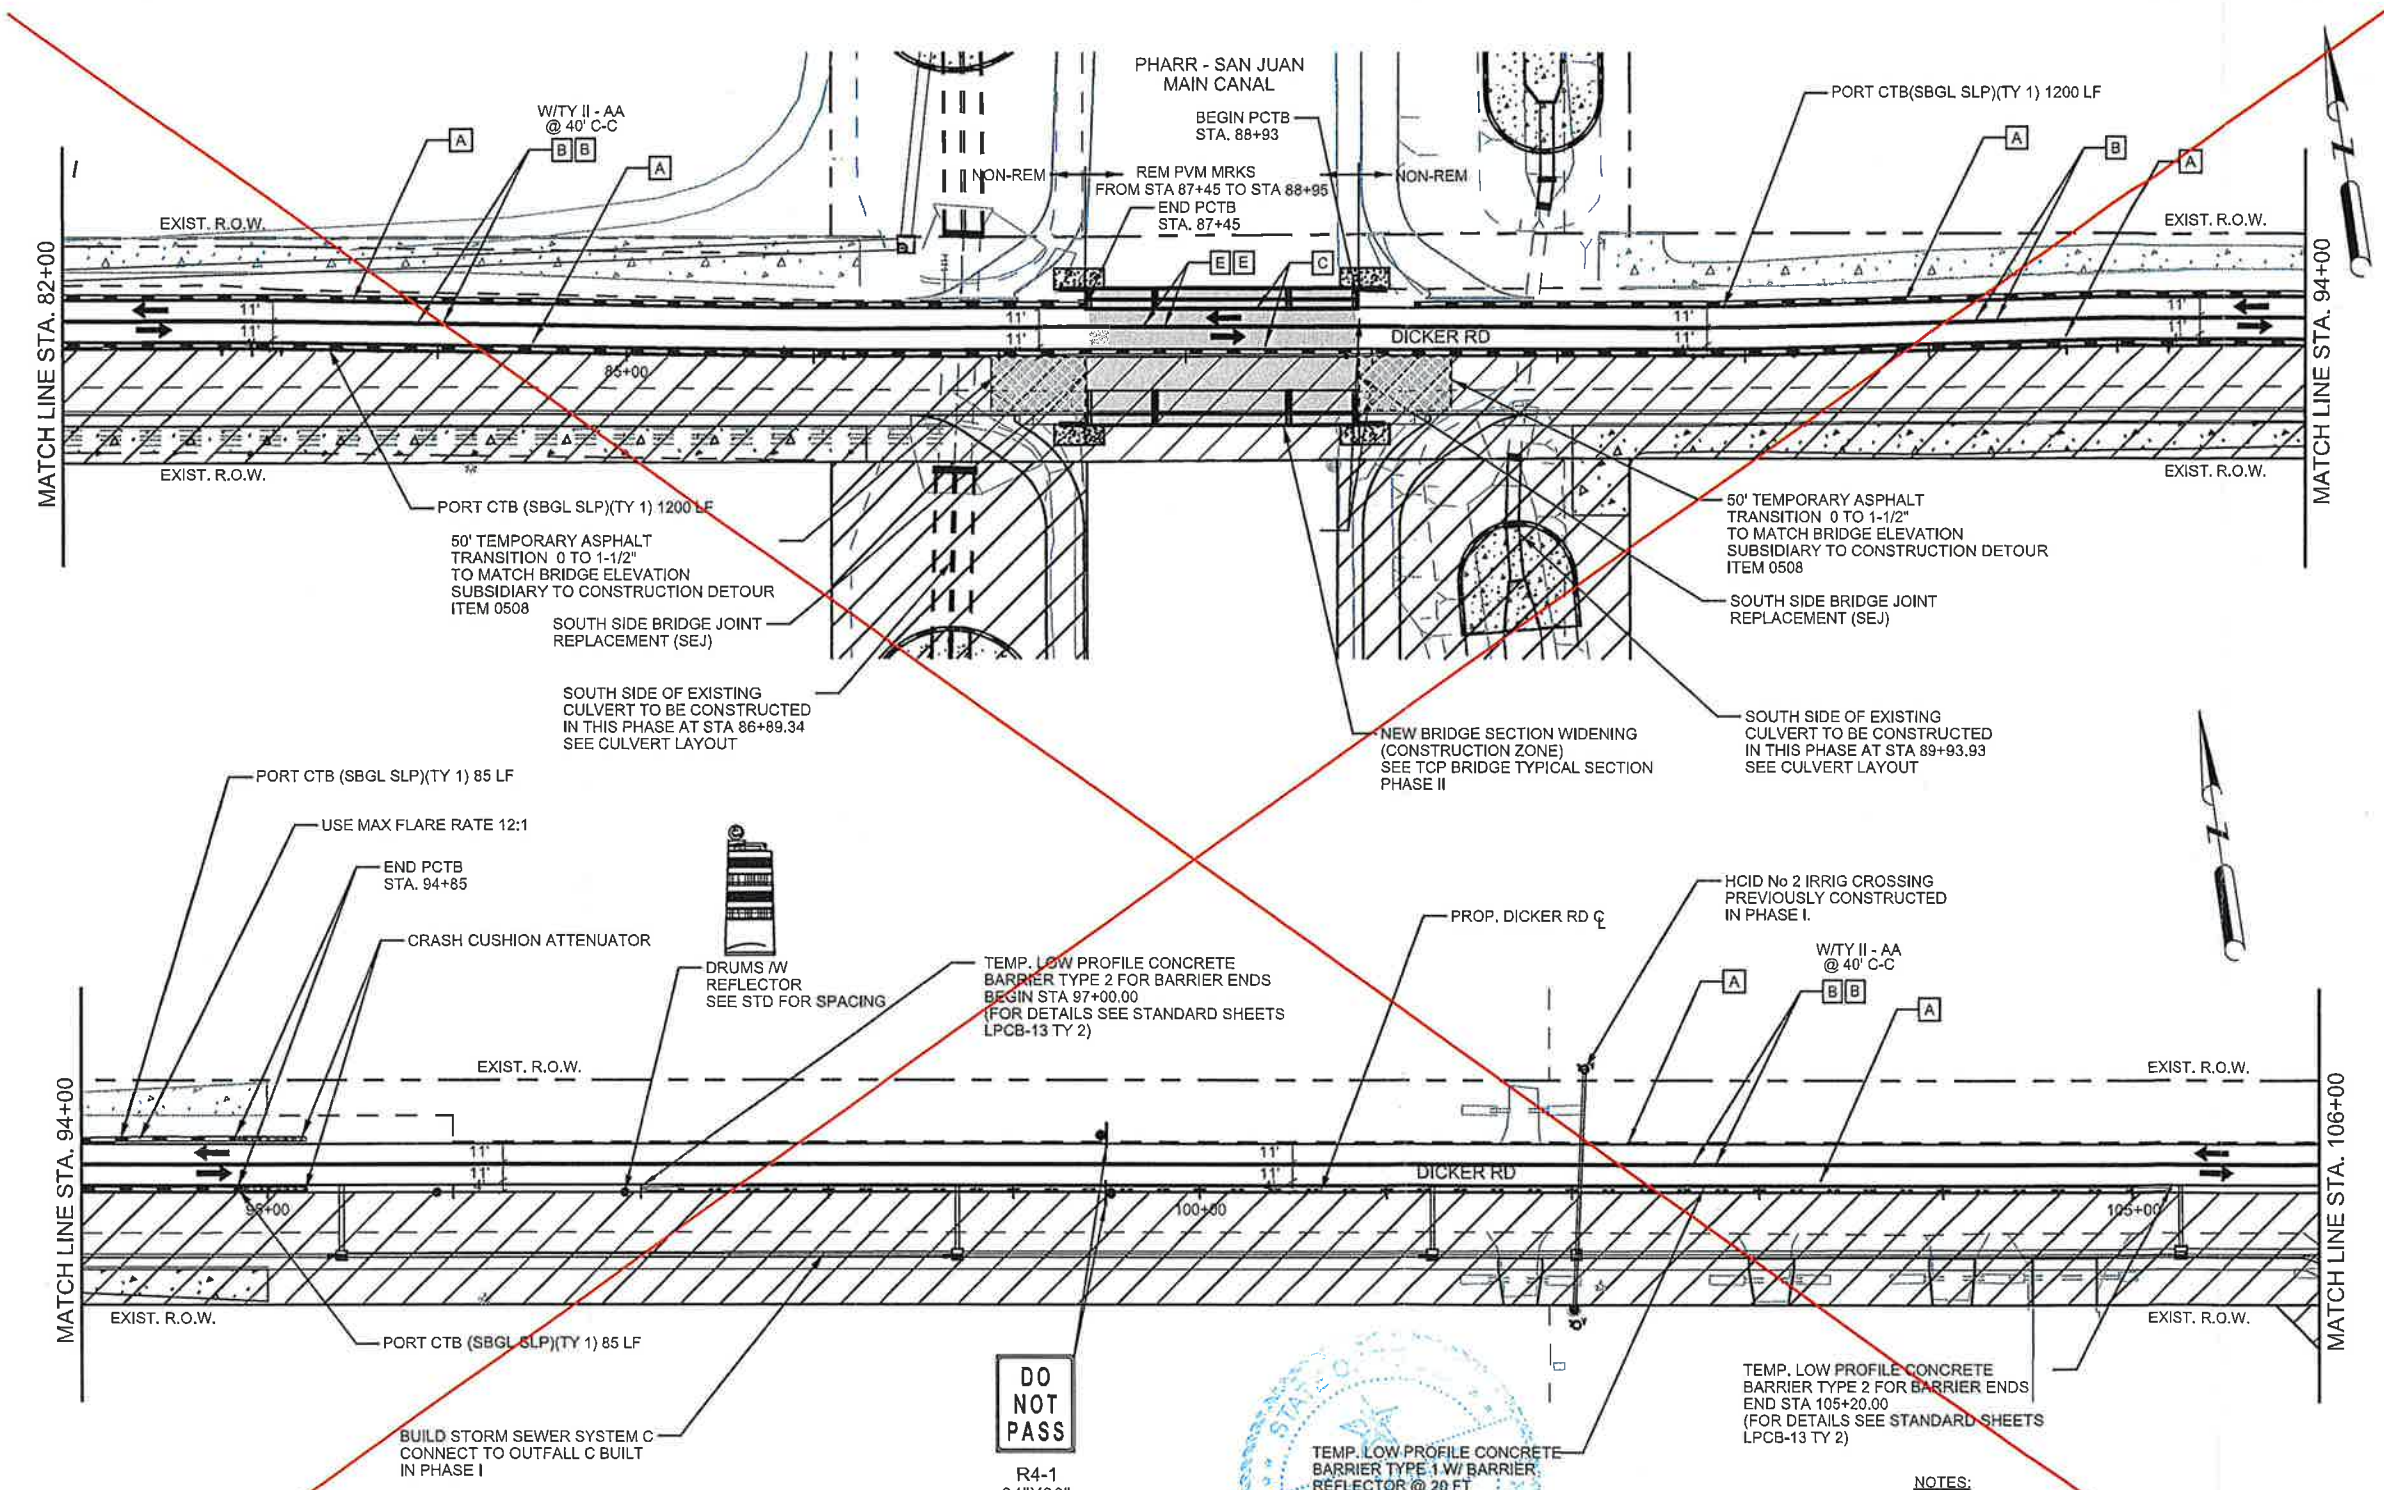 PHARR - SAN JUAN
MAIN CANAL
BEGIN PCTB
STA. 88+93
PORT CTB(SBGL SLP)(TY 1) 1200 LF
W/TY II - AA
@ 40' C-C
A
B B
A
A
B
A
NON-REM
REM PVM MRKS
FROM STA 87+45 TO STA 88+95
NON-REM
END PCTB
STA. 87+45
EXIST. R.O.W.
EXIST. R.O.W.
E E
C
Z
MATCH LINE STA. 82+00
MATCH LINE STA. 94+00
11'
11'
11'
11'
11'
11'
11'
11'
DICKER RD
85+00
EXIST. R.O.W.
EXIST. R.O.W.
PORT CTB (SBGL SLP)(TY 1) 1200 LF
50' TEMPORARY ASPHALT
TRANSITION 0 TO 1-1/2"
TO MATCH BRIDGE ELEVATION
SUBSIDIARY TO CONSTRUCTION DETOUR
ITEM 0508
SOUTH SIDE BRIDGE JOINT
REPLACEMENT (SEJ)
SOUTH SIDE OF EXISTING
CULVERT TO BE CONSTRUCTED
IN THIS PHASE AT STA 86+89.34
SEE CULVERT LAYOUT
50' TEMPORARY ASPHALT
TRANSITION 0 TO 1-1/2"
TO MATCH BRIDGE ELEVATION
SUBSIDIARY TO CONSTRUCTION DETOUR
ITEM 0508
SOUTH SIDE BRIDGE JOINT
REPLACEMENT (SEJ)
NEW BRIDGE SECTION WIDENING
(CONSTRUCTION ZONE)
SEE TCP BRIDGE TYPICAL SECTION
PHASE II
SOUTH SIDE OF EXISTING
CULVERT TO BE CONSTRUCTED
IN THIS PHASE AT STA 89+93.93
SEE CULVERT LAYOUT
PORT CTB (SBGL SLP)(TY 1) 85 LF
USE MAX FLARE RATE 12:1
END PCTB
STA. 94+85
CRASH CUSHION ATTENUATOR
DRUMS /W
REFLECTOR
SEE STD FOR SPACING
TEMP. LOW PROFILE CONCRETE
BARRIER TYPE 2 FOR BARRIER ENDS
BEGIN STA 97+00.00
(FOR DETAILS SEE STANDARD SHEETS
LPCB-13 TY 2)
PROP. DICKER RD ℄
HCID No 2 IRRIG CROSSING
PREVIOUSLY CONSTRUCTED
IN PHASE I.
W/TY II - AA
@ 40' C-C
A
B B
A
Z
EXIST. R.O.W.
EXIST. R.O.W.
MATCH LINE STA. 94+00
MATCH LINE STA. 106+00
11'
11'
11'
11'
DICKER RD
95+00
100+00
105+00
EXIST. R.O.W.
EXIST. R.O.W.
PORT CTB (SBGL SLP)(TY 1) 85 LF
BUILD STORM SEWER SYSTEM C
CONNECT TO OUTFALL C BUILT
IN PHASE I
DO
NOT
PASS
R4-1
STATE O
TEMP. LOW PROFILE CONCRETE
BARRIER TYPE 1 W/ BARRIER
REFLECTOR @ 20 FT
TEMP. LOW PROFILE CONCRETE
BARRIER TYPE 2 FOR BARRIER ENDS
END STA 105+20.00
(FOR DETAILS SEE STANDARD SHEETS
LPCB-13 TY 2)
NOTES: